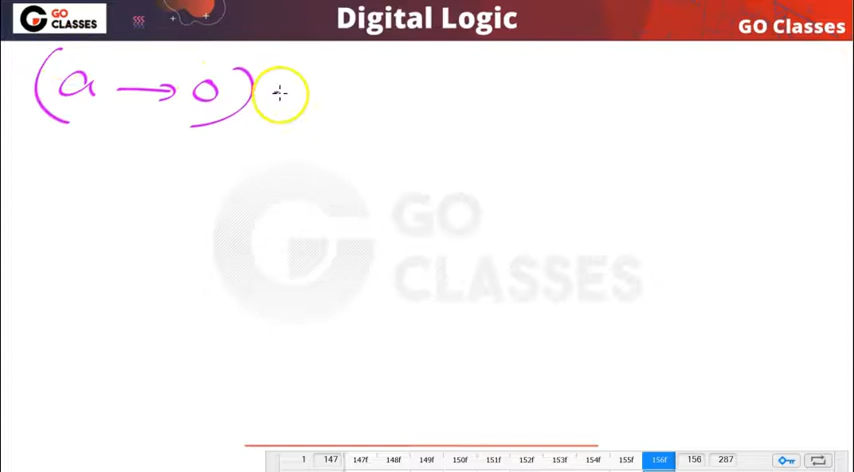 GO CLASSES
Digital Logic
GO Classes
(a → 0)
GO
CLASSES
1 147 147f 148f 149f 150f 151f 152f 153f 154f 155f 156f 156 287